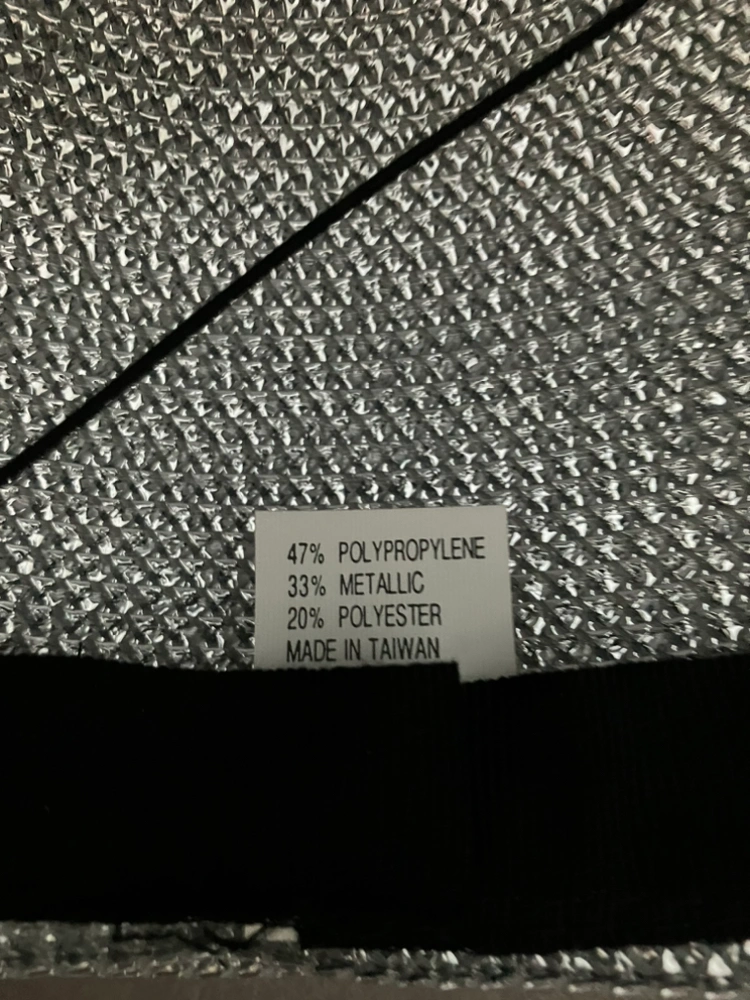 47% POLYPROPYLENE
33% METALLIC
20% POLYESTER
MADE IN TAIWAN